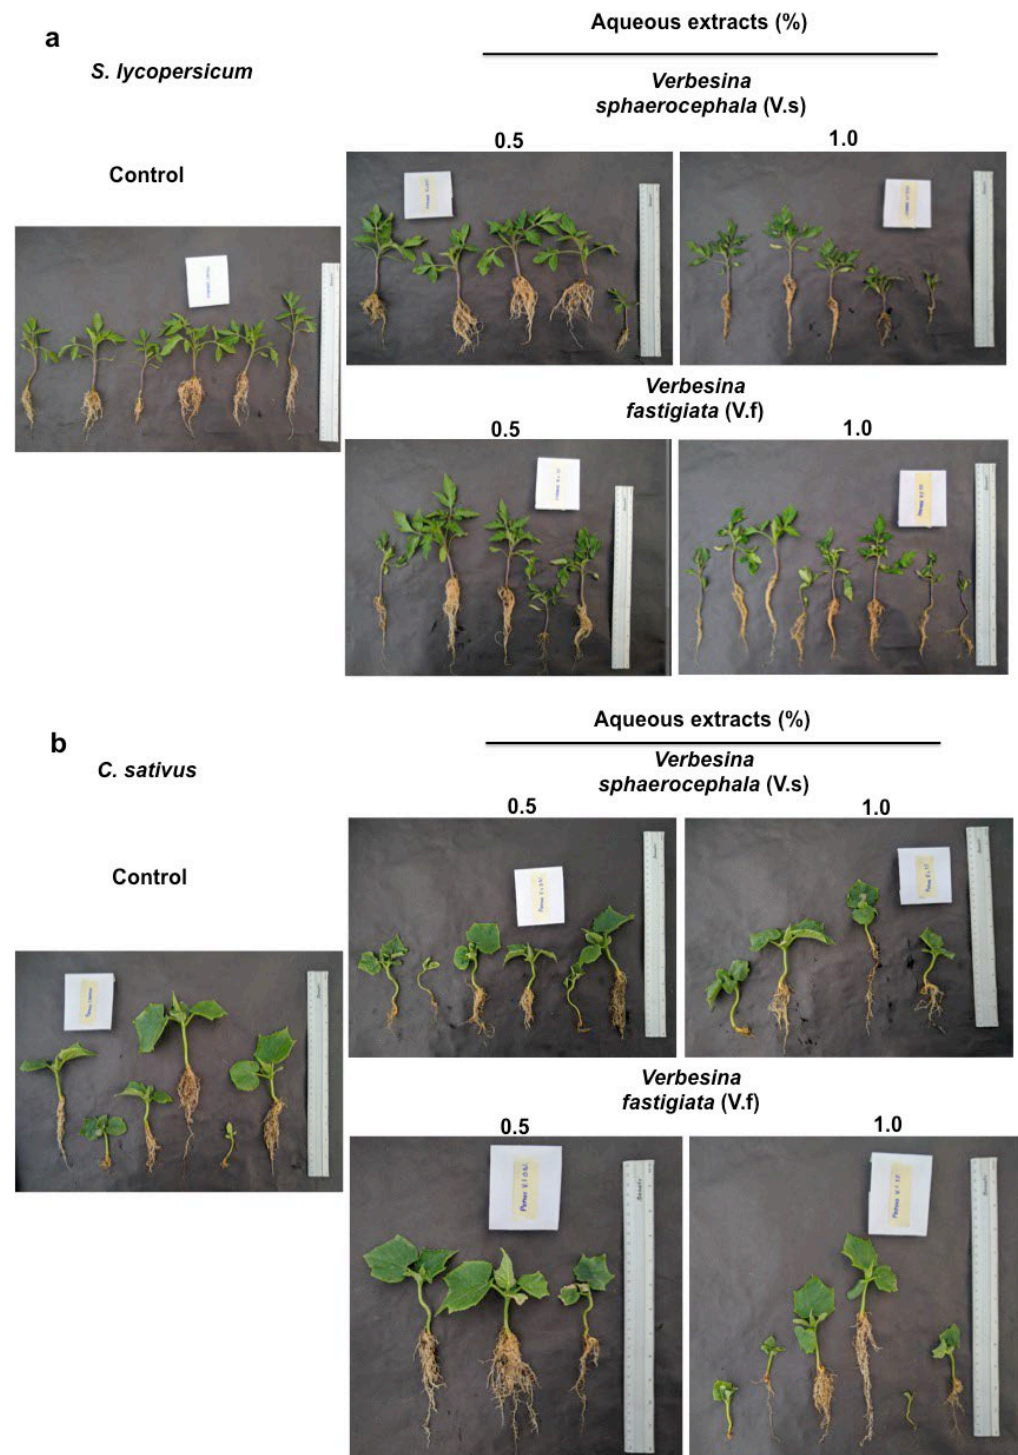 a
Aqueous extracts (%)
S. lycopersicum
Verbesina
sphaerocephala (V.s)
0.5
1.0
Control
Verbesina
fastigiata (V.f)
0.5
1.0
b
Aqueous extracts (%)
C. sativus
Verbesina
sphaerocephala (V.s)
0.5
1.0
Control
Verbesina
fastigiata (V.f)
0.5
1.0